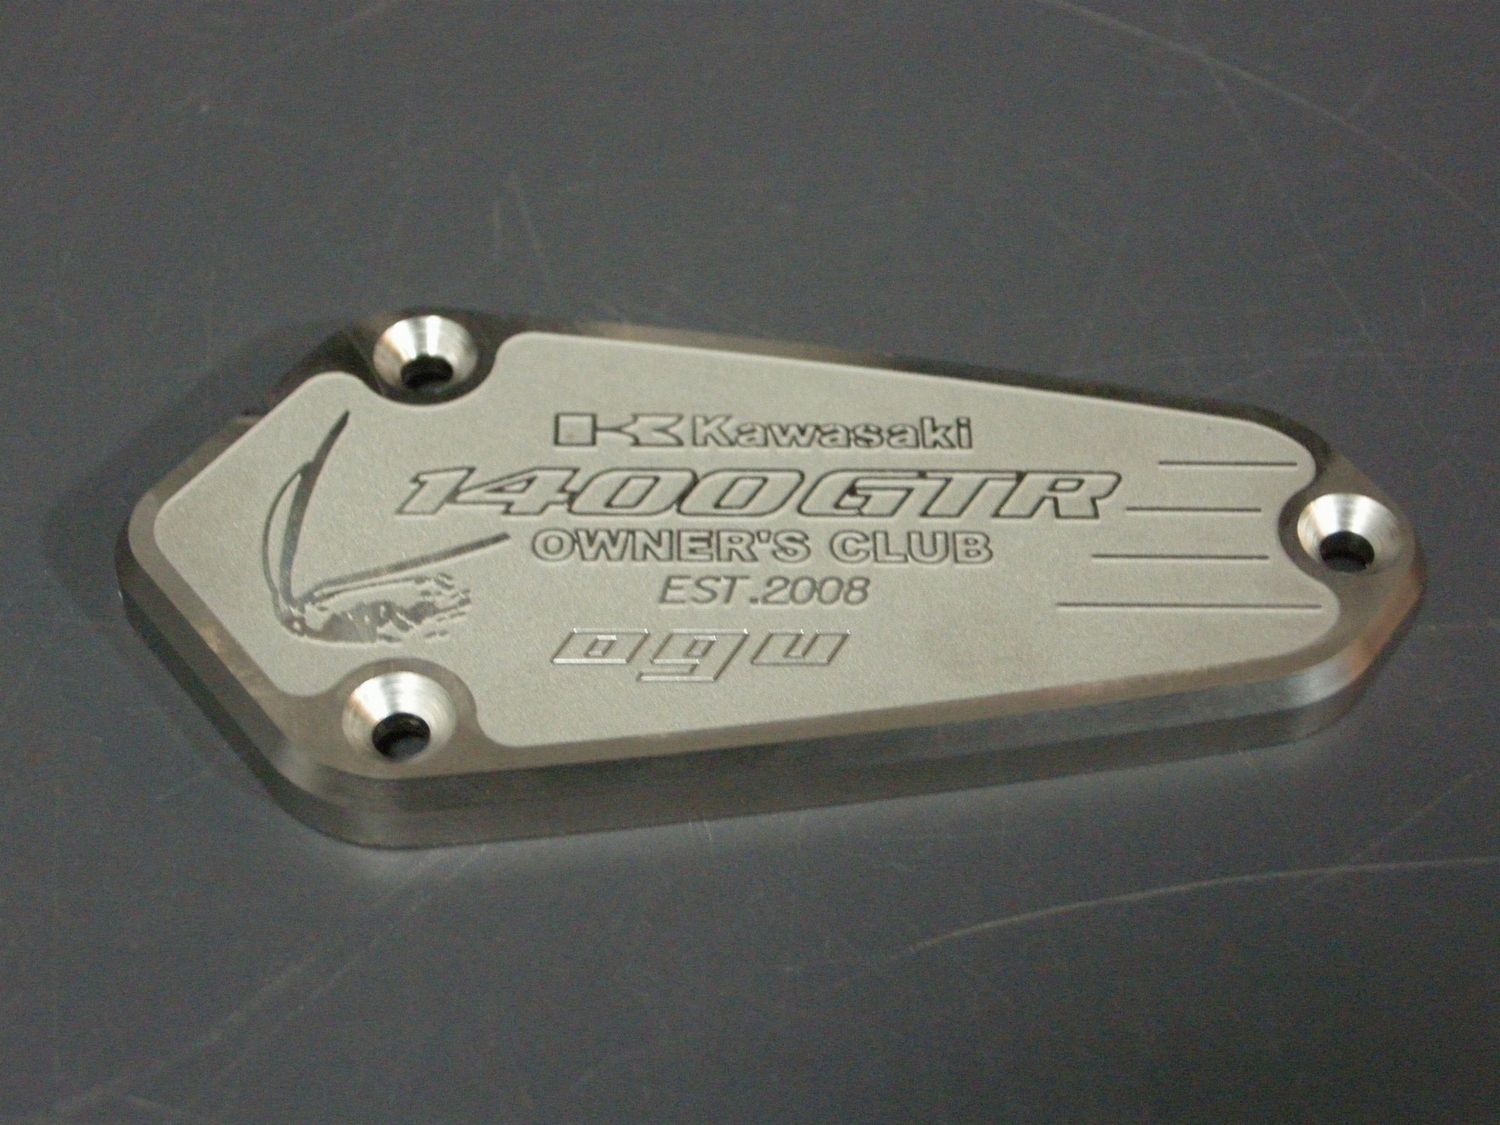 Kawasaki
1400GTR
OWNER'S CLUB
EST.2008
ogu